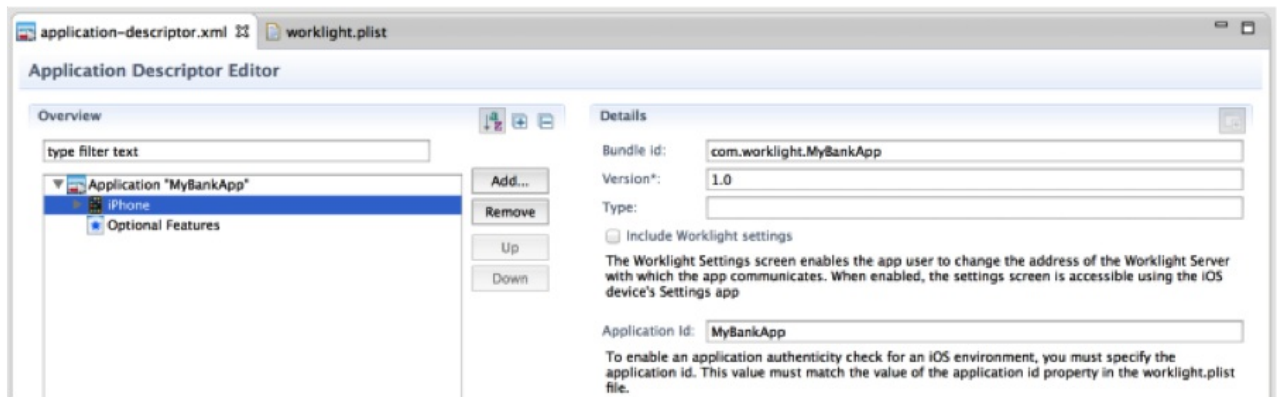 application-descriptor.xml
worklight.plist
Application Descriptor Editor
Overview
Details
type filter text
Bundle id: com.worklight.MyBankApp
Application "MyBankApp"
Add...
Version*: 1.0
iPhone
Remove
Type:
Optional Features
Include Worklight settings
Up
The Worklight Settings screen enables the app user to change the address of the Worklight Server
with which the app communicates. When enabled, the settings screen is accessible using the iOS
Down
device's Settings app
Application Id: MyBankApp
To enable an application authenticity check for an iOS environment, you must specify the
application id. This value must match the value of the application id property in the worklight.plist
file.